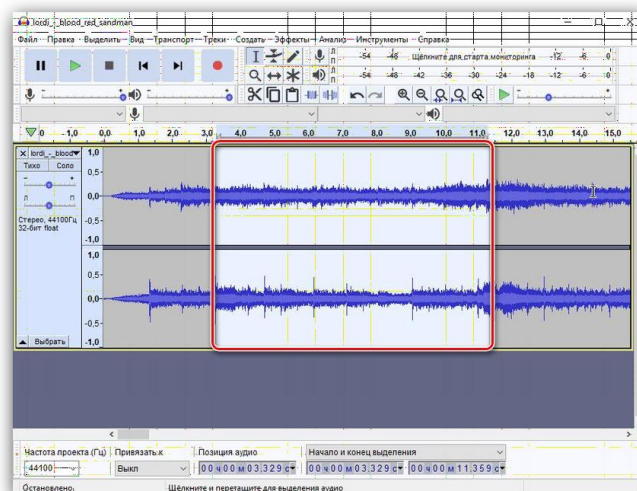 lordi_-_blood_red_sandman
Файл Правка Выделить Вид Транспорт Треки Создать Эффекты Анализ Инструменты Справка
-54 -48 Щёлкните для старта мониторинга -12 -6 0
-54 -48 -42 -36 -30 -24 -18 -12 -6 0
-1,0 0,0 1,0 2,0 3,0 4,0 5,0 6,0 7,0 8,0 9,0 10,0 11,0 12,0 13,0 14,0 15,0
× lordi_-_blood 1,0
Тихо Соло
0,5
- +
Л П 0,0
Стерео, 44100Гц -0,5
32-бит float
-1,0
1,0
0,5
0,0
-0,5
Выбрать -1,0
Частота проекта (Гц) Привязать к Позиция аудио Начало и конец выделения
44100 Выкл 00 ч 00 м 03,329 с 00 ч 00 м 03,329 с 00 ч 00 м 11,359 с
Остановлено. Щёлкните и перетащите для выделения аудио